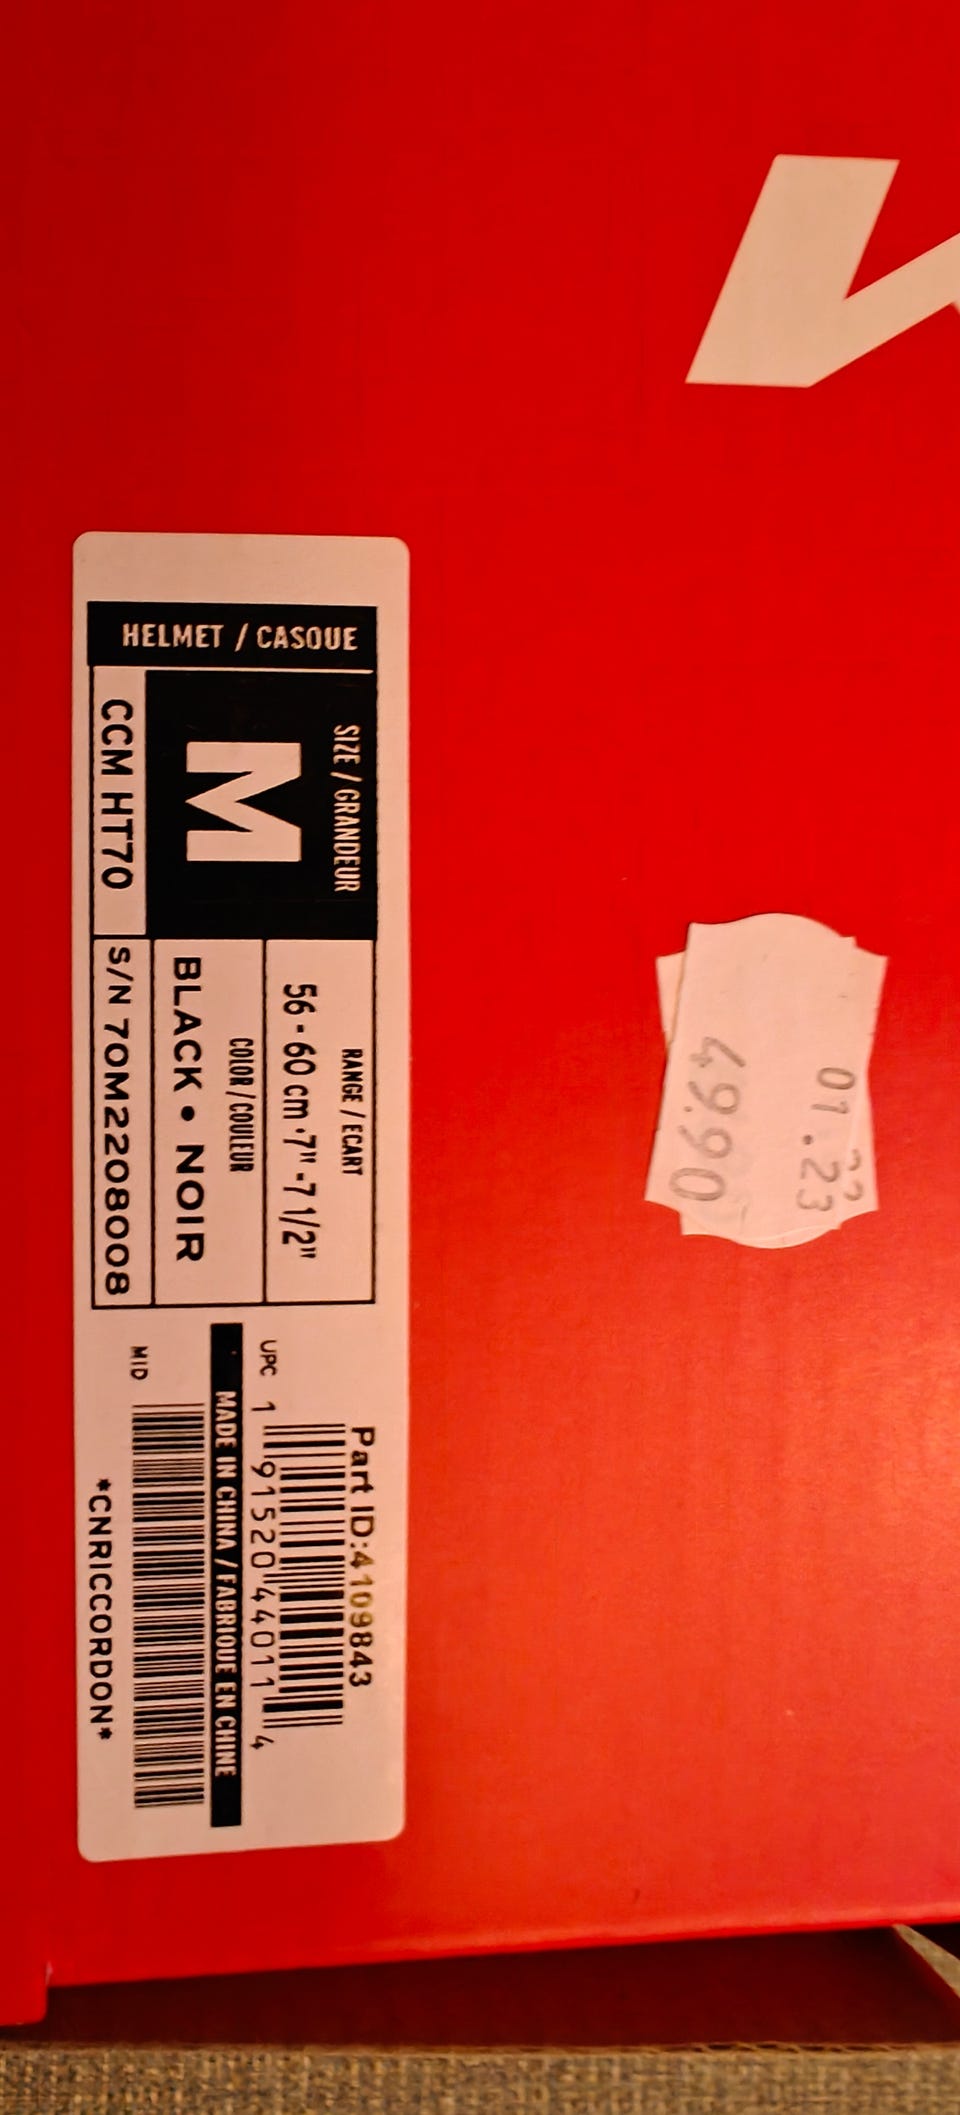 HELMET / CASQUE
SIZE / GRANDEUR
M
CCM HT70
RANGE / ECART
56 - 60 cm ·7" -7 1/2"
COLOR / COULEUR
BLACK • NOIR
S/N 70M2208008
Part ID:4109843
UPC 1 91520 44011 4
MADE IN CHINA / FABRIQUE EN CHINE
MID
*CNRICCORDON*
01.23
49.90